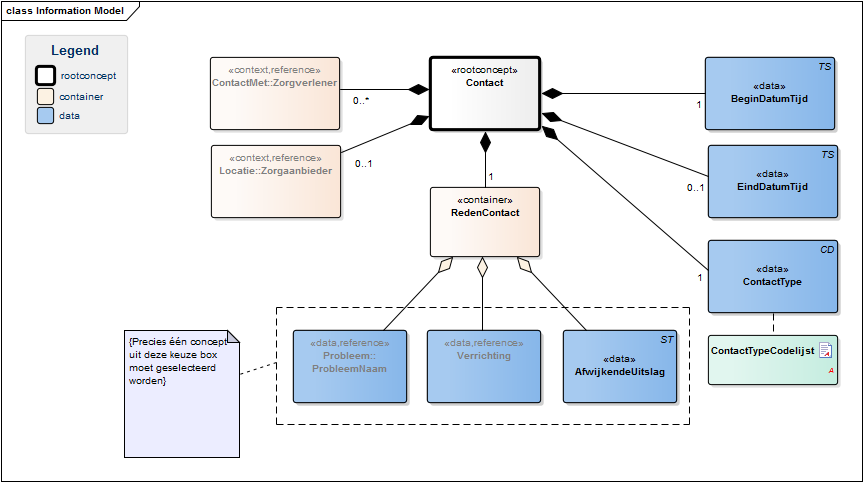 class Information Model
Legend
rootconcept
container
data
«context,reference»
ContactMet::Zorgverlener
0..*
«context,reference»
Locatie::Zorgaanbieder
0..1
«rootconcept»
Contact
1
«container»
RedenContact
TS
«data»
BeginDatumTijd
1
TS
«data»
EindDatumTijd
0..1
CD
«data»
ContactType
1
ContactTypeCodelijst
A
{Precies één concept
uit deze keuze box
moet geselecteerd
worden}
«data,reference»
Probleem::
ProbleemNaam
«data,reference»
Verrichting
ST
«data»
AfwijkendeUitslag